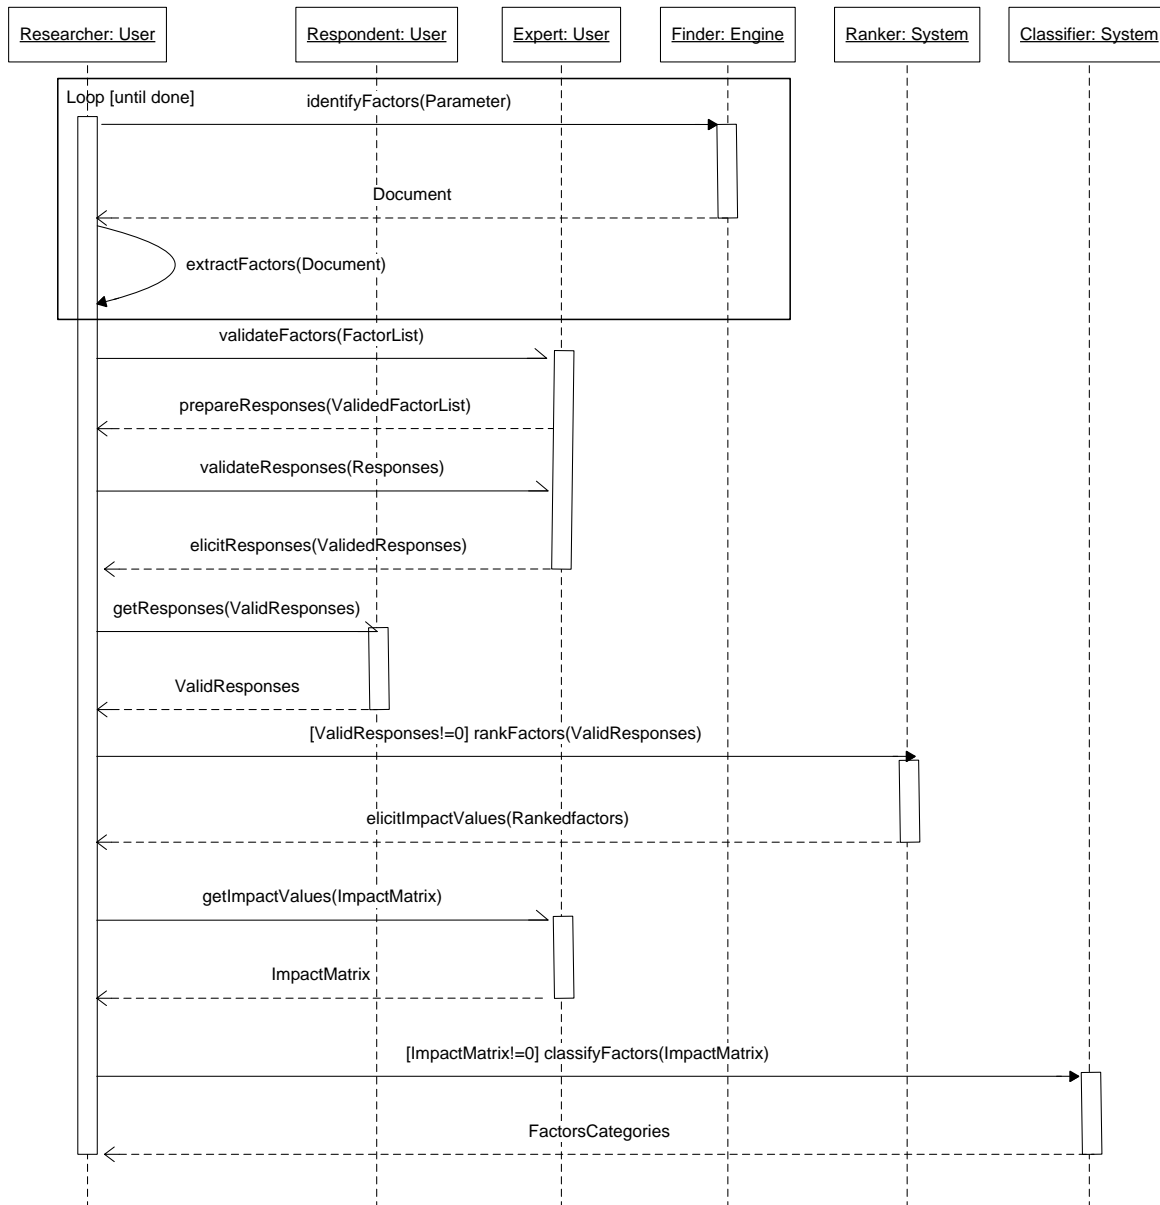 Researcher: User
Respondent: User
Expert: User
Finder: Engine
Ranker: System
Classifier: System
Loop [until done]
identifyFactors(Parameter)
Document
extractFactors(Document)
validateFactors(FactorList)
prepareResponses(ValidedFactorList)
validateResponses(Responses)
elicitResponses(ValidedResponses)
getResponses(ValidResponses)
ValidResponses
[ValidResponses!=0] rankFactors(ValidResponses)
elicitImpactValues(Rankedfactors)
getImpactValues(ImpactMatrix)
ImpactMatrix
[ImpactMatrix!=0] classifyFactors(ImpactMatrix)
FactorsCategories